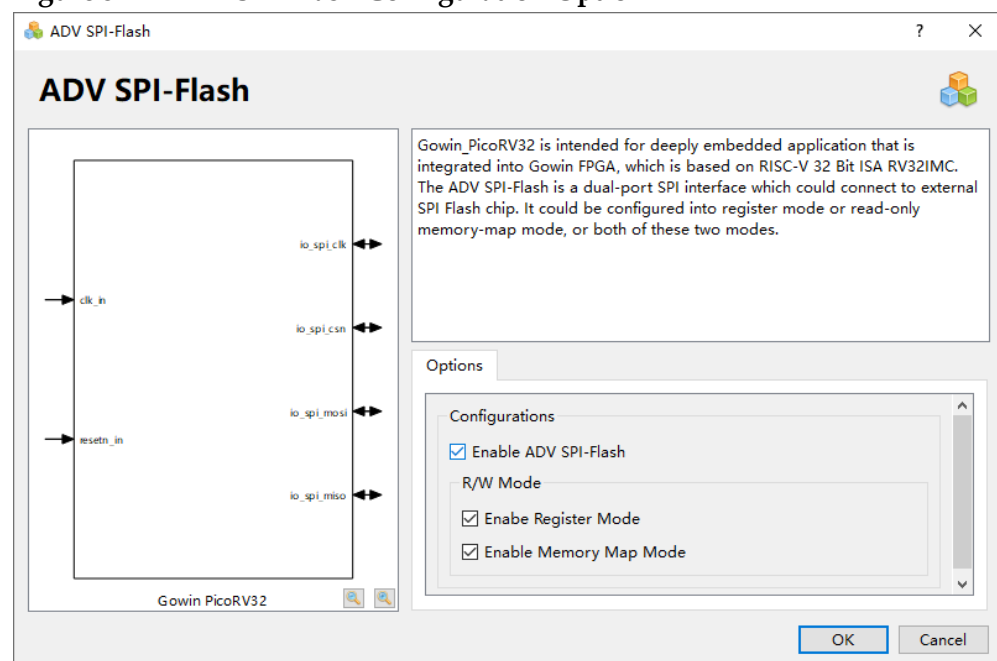 ADV SPI-Flash
?
ADV SPI-Flash
io_spi_clk
clk_in
io_spi_csn
io_spi_mosi
resetn_in
io_spi_miso
Gowin PicoRV32
Gowin_PicoRV32 is intended for deeply embedded application that is
integrated into Gowin FPGA, which is based on RISC-V 32 Bit ISA RV32IMC.
The ADV SPI-Flash is a dual-port SPI interface which could connect to external
SPI Flash chip. It could be configured into register mode or read-only
memory-map mode, or both of these two modes.
Options
Configurations
Enable ADV SPI-Flash
R/W Mode
Enabe Register Mode
Enable Memory Map Mode
OK Cancel